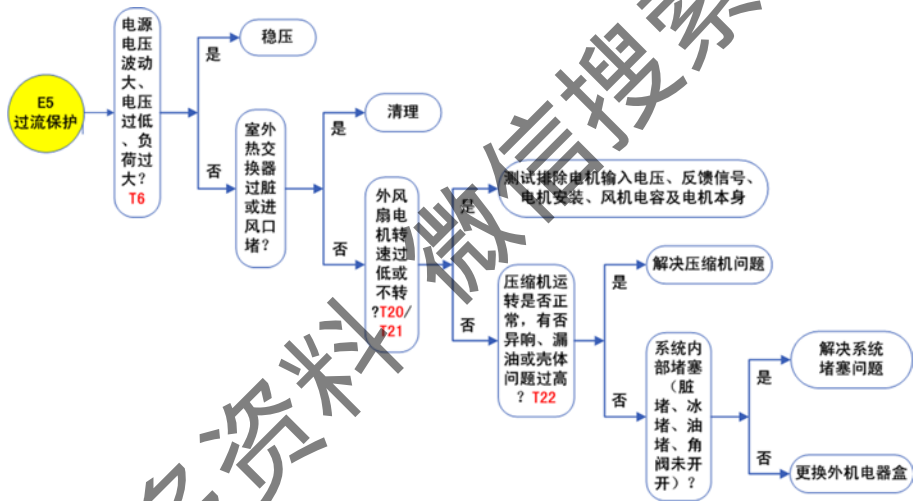 E5
过流保护
电源
电压
波动
大、
电压
过低
、负
荷过
大？
T6
是
稳压
否
室外
热交
换器
过脏
或进
风口
堵？
是
清理
否
外风
扇电
机转
速过
低或
不转
?T20/
T21
是
测试排除电机输入电压、反馈信号、
电机安装、风机电容及电机本身
否
压缩机运
转是否正
常，有否
异响、漏
油或壳体
问题过高
？T22
是
解决压缩机问题
否
系统内
部堵塞
（脏
堵、冰
堵、油
堵、角
阀未开
开）？
是
解决系统
堵塞问题
否
更换外机电器盒
多资料 微信搜索